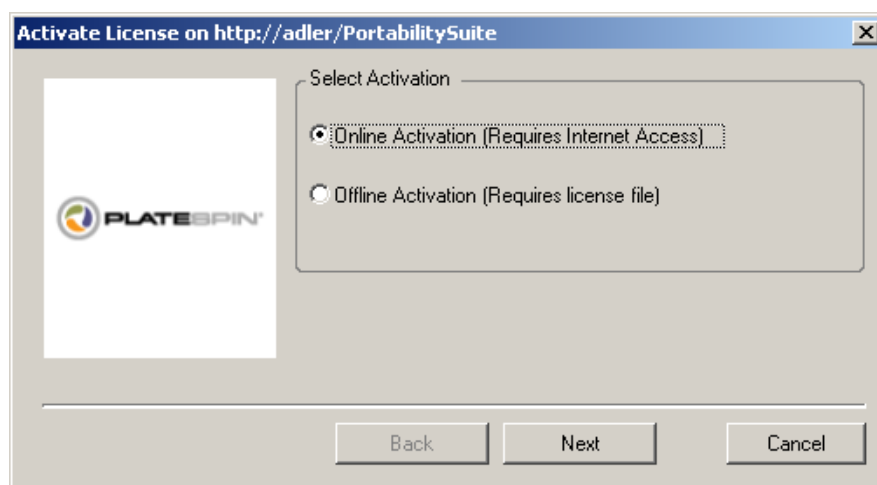 Activate License on http://adler/PortabilitySuite
Select Activation
Online Activation (Requires Internet Access)
Offline Activation (Requires license file)
PLATESPIN
Back
Next
Cancel